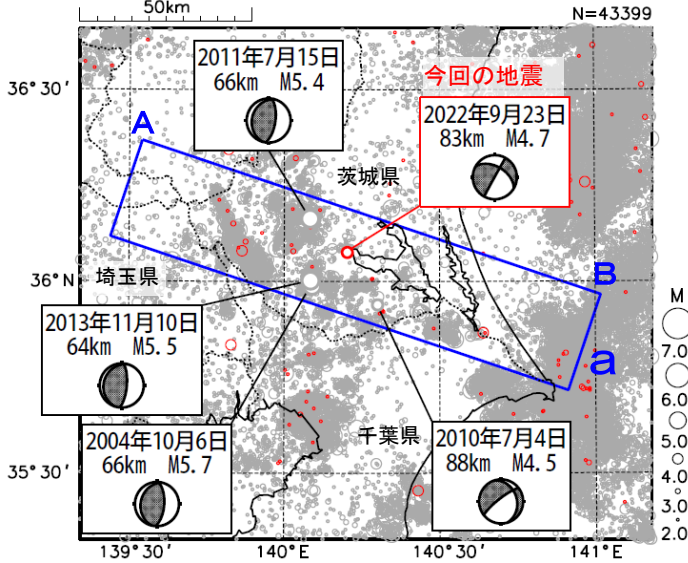 50km
N=43399
36°30′
2011年7月15日
66km M5.4
今回の地震
2022年9月23日
83km M4.7
A
茨城県
36°N
埼玉県
B
a
2013年11月10日
64km M5.5
2004年10月6日
66km M5.7
千葉県
2010年7月4日
88km M4.5
35°30′
M
7.0
6.0
5.0
4.0
3.0
2.0
139°30′
140°E
140°30′
141°E